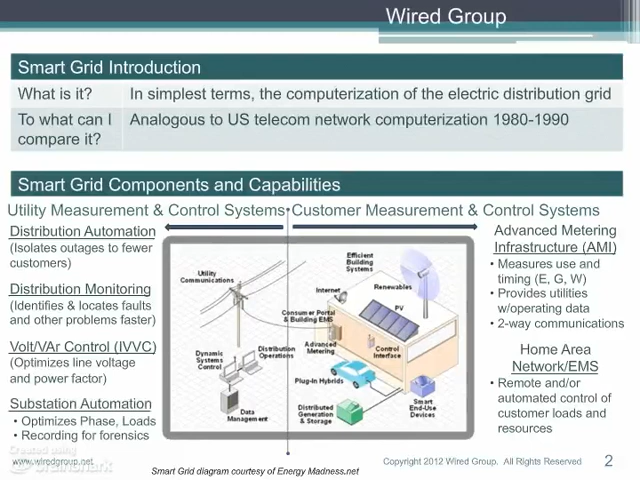 Wired Group
Smart Grid Introduction
What is it?
In simplest terms, the computerization of the electric distribution grid
To what can I
compare it?
Analogous to US telecom network computerization 1980-1990
Smart Grid Components and Capabilities
Utility Measurement & Control Systems
Customer Measurement & Control Systems
Distribution Automation
(Isolates outages to fewer
customers)
Distribution Monitoring
(Identifies & locates faults
and other problems faster)
Volt/VAr Control (IVVC)
(Optimizes line voltage
and power factor)
Substation Automation
• Optimizes Phase, Loads
• Recording for forensics
Utility
Communications
Efficient
Building
Systems
Internet
Renewables
PV
Consumer Portal
& Building EMS
Advanced
Metering
Control
Interface
Dynamic
Systems
Control
Distribution
Operations
Plug-In Hybrids
Data
Management
Distributed
Generation
& Storage
Smart
End-Use
Devices
Advanced Metering
Infrastructure (AMI)
• Measures use and
timing (E, G, W)
• Provides utilities
w/operating data
• 2-way communications
Home Area
Network/EMS
• Remote and/or
automated control of
customer loads and
resources
Created using
brainshark
www.wiredgroup.net
Smart Grid diagram courtesy of Energy Madness.net
Copyright 2012 Wired Group. All Rights Reserved
2